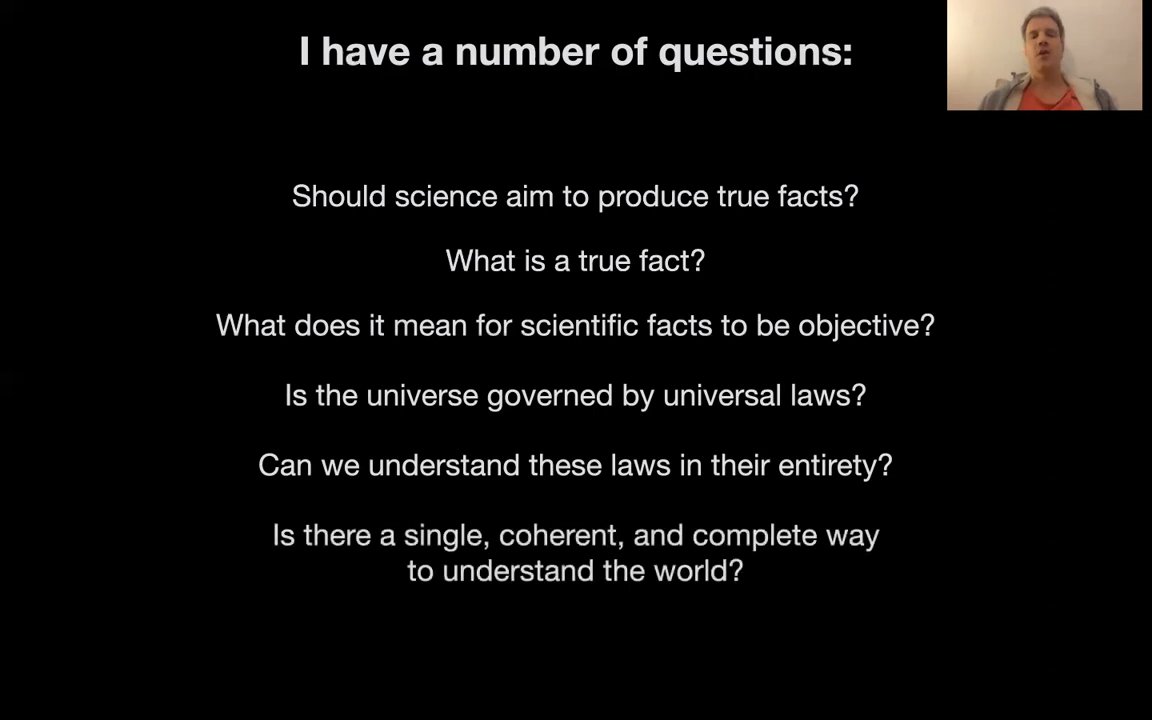 I have a number of questions:
Should science aim to produce true facts?
What is a true fact?
What does it mean for scientific facts to be objective?
Is the universe governed by universal laws?
Can we understand these laws in their entirety?
Is there a single, coherent, and complete way
to understand the world?